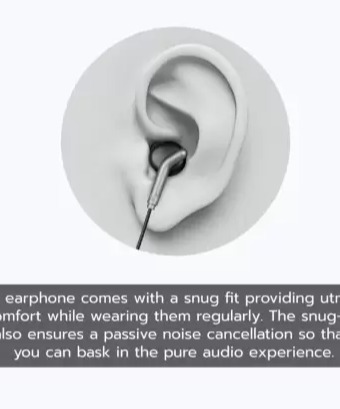 earphone comes with a snug fit providing
while wearing them regularly. The snug-
ensures a passive noise cancellation so
you can bask in the pure audio experience.